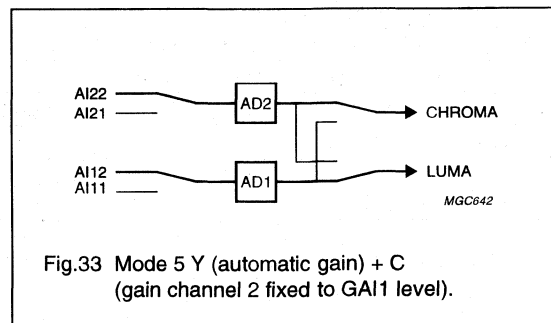 AI22
AI21
AD2
CHROMA
AI12
AI11
AD1
LUMA
MGC642
Fig.33 Mode 5 Y (automatic gain) + C
(gain channel 2 fixed to GAI1 level).